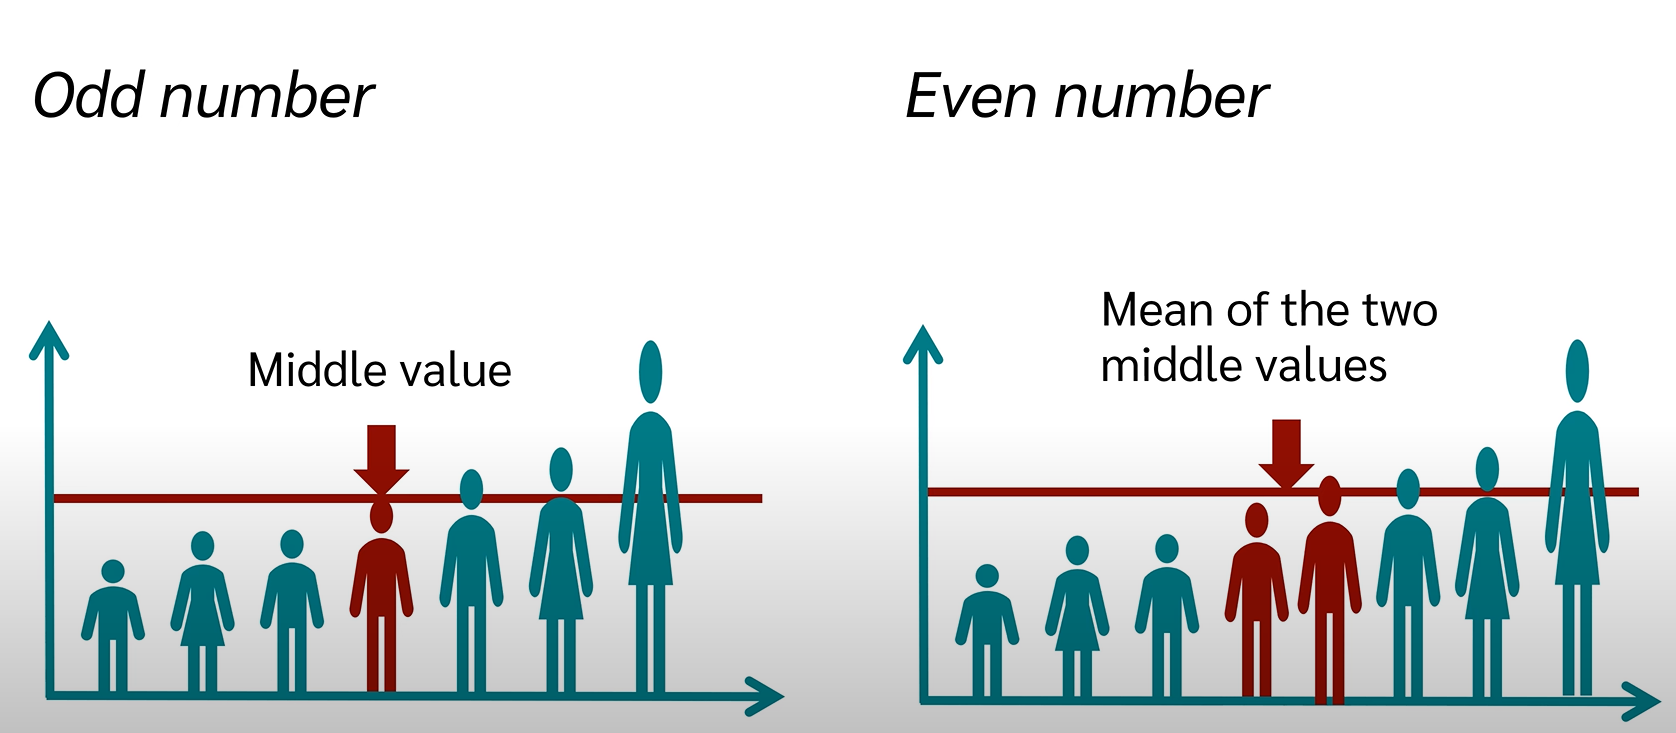 Odd number
Even number
Middle value
Mean of the two
middle values